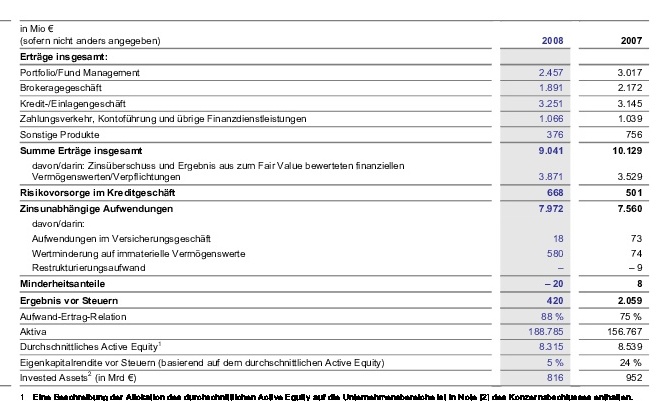 in Mio €
(sofern nicht anders angegeben) 2008 2007
Erträge insgesamt:
Portfolio/Fund Management 2.457 3.017
Brokeragegeschäft 1.891 2.172
Kredit-/Einlagengeschäft 3.251 3.145
Zahlungsverkehr, Kontoführung und übrige Finanzdienstleistungen 1.066 1.039
Sonstige Produkte 376 756
Summe Erträge insgesamt 9.041 10.129
davon/darin: Zinsüberschuss und Ergebnis aus zum Fair Value bewerteten finanziellen
Vermögenswerten/Verpflichtungen 3.871 3.529
Risikovorsorge im Kreditgeschäft 668 501
Zinsunabhängige Aufwendungen 7.972 7.560
davon/darin:
Aufwendungen im Versicherungsgeschäft 18 73
Wertminderung auf immaterielle Vermögenswerte 580 74
Restrukturierungsaufwand – – 9
Minderheitsanteile – 20 8
Ergebnis vor Steuern 420 2.059
Aufwand-Ertrag-Relation 88 % 75 %
Aktiva 188.785 156.767
Durchschnittliches Active Equity1 8.315 8.539
Eigenkapitalrendite vor Steuern (basierend auf dem durchschnittlichen Active Equity) 5 % 24 %
Invested Assets2 (in Mrd €) 816 952
1 Eine Beschreibung der Allokation des durchschnittlichen Active Equity auf die Unternehmensbereiche ist in Note [2] des Konzernabschlusses enthalten.